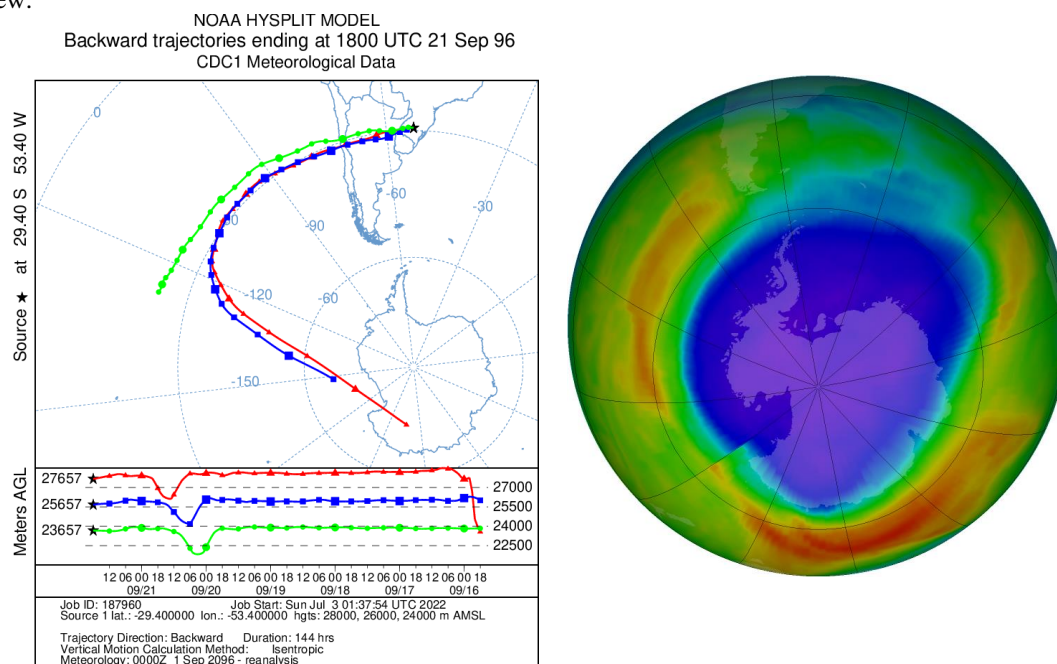 ew.
NOAA HYSPLIT MODEL
Backward trajectories ending at 1800 UTC 21 Sep 96
CDC1 Meteorological Data
Source ★ at 29.40 S 53.40 W
0
-60
-30
-90
-120
-60
-150
Meters AGL
27657
25657
23657
27000
25500
24000
22500
12 06 00 18 12 06 00 18 12 06 00 18 12 06 00 18 12 06 00 18 12 06 00 18
09/21 09/20 09/19 09/18 09/17 09/16
Job ID: 187960 Job Start: Sun Jul 3 01:37:54 UTC 2022
Source 1 lat.: -29.400000 lon.: -53.400000 hgts: 28000, 26000, 24000 m AMSL
Trajectory Direction: Backward Duration: 144 hrs
Vertical Motion Calculation Method: Isentropic
Meteorology: 0000Z 1 Sep 2096 - reanalysis